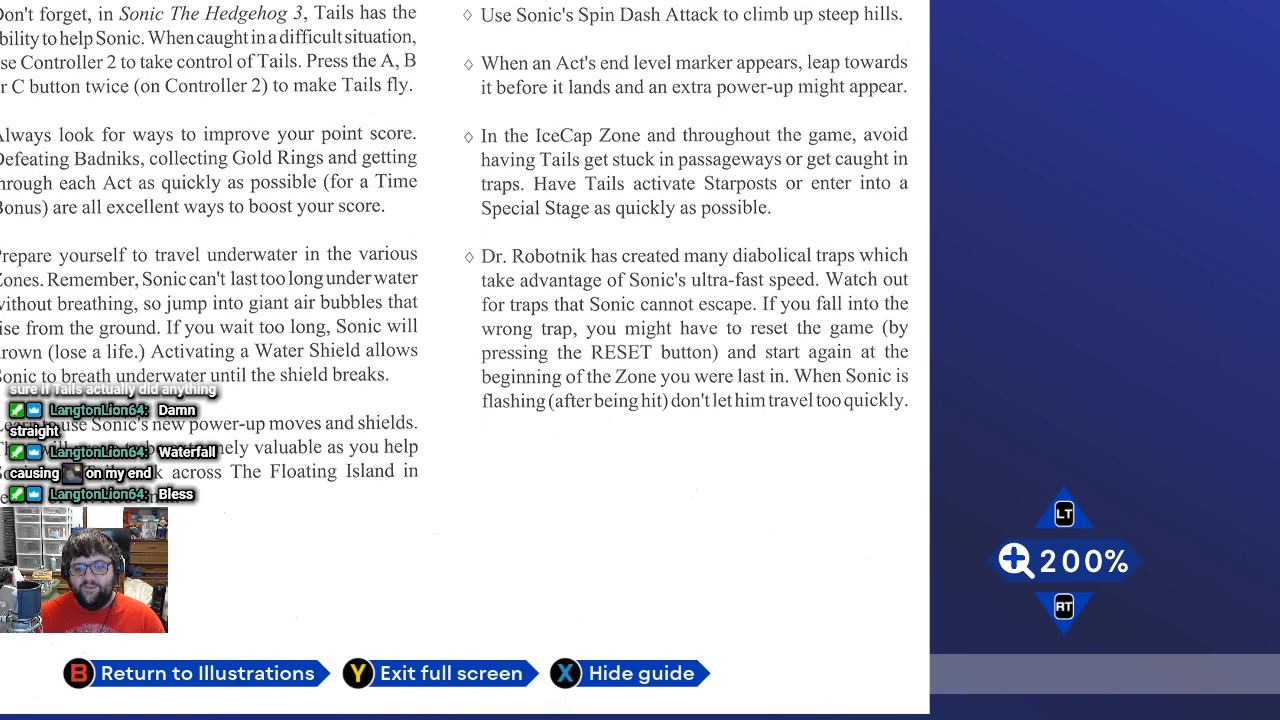 on't forget, in Sonic The Hedgehog 3, Tails has the
bility to help Sonic. When caught in a difficult situation,
se Controller 2 to take control of Tails. Press the A, B
r C button twice (on Controller 2) to make Tails fly.
lways look for ways to improve your point score.
efeating Badniks, collecting Gold Rings and getting
hrough each Act as quickly as possible (for a Time
onus) are all excellent ways to boost your score.
repare yourself to travel underwater in the various
ones. Remember, Sonic can't last too long under water
ithout breathing, so jump into giant air bubbles that
ise from the ground. If you wait too long, Sonic will
rown (lose a life.) Activating a Water Shield allows
onic to breath underwater until the shield breaks.
use Sonic's new power-up moves and shields.
nely valuable as you help
k across The Floating Island in
◇ Use Sonic's Spin Dash Attack to climb up steep hills.
◇ When an Act's end level marker appears, leap towards
it before it lands and an extra power-up might appear.
◇ In the IceCap Zone and throughout the game, avoid
having Tails get stuck in passageways or get caught in
traps. Have Tails activate Starposts or enter into a
Special Stage as quickly as possible.
◇ Dr. Robotnik has created many diabolical traps which
take advantage of Sonic's ultra-fast speed. Watch out
for traps that Sonic cannot escape. If you fall into the
wrong trap, you might have to reset the game (by
pressing the RESET button) and start again at the
beginning of the Zone you were last in. When Sonic is
flashing (after being hit) don't let him travel too quickly.
sure if Tails actually did anything
LangtonLion64: Damn
straight
LangtonLion64: Waterfall
causing on my end
LangtonLion64: Bless
LT
200%
RT
B Return to Illustrations
Y Exit full screen
X Hide guide